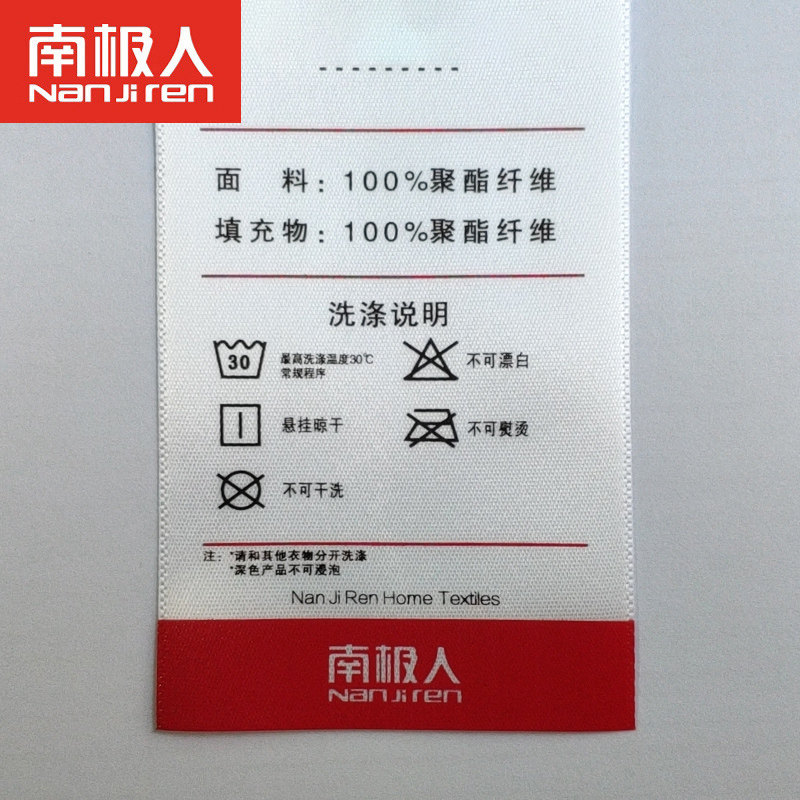 南极人
Nanjiren
---------
面 料：100%聚酯纤维
填充物：100%聚酯纤维
洗涤说明
30 最高洗涤温度30℃
常规程序
不可漂白
悬挂晾干
不可熨烫
不可干洗
注：*请和其他衣物分开洗涤
*深色产品不可浸泡
Nan Ji Ren Home Textiles
南极人
Nanjiren